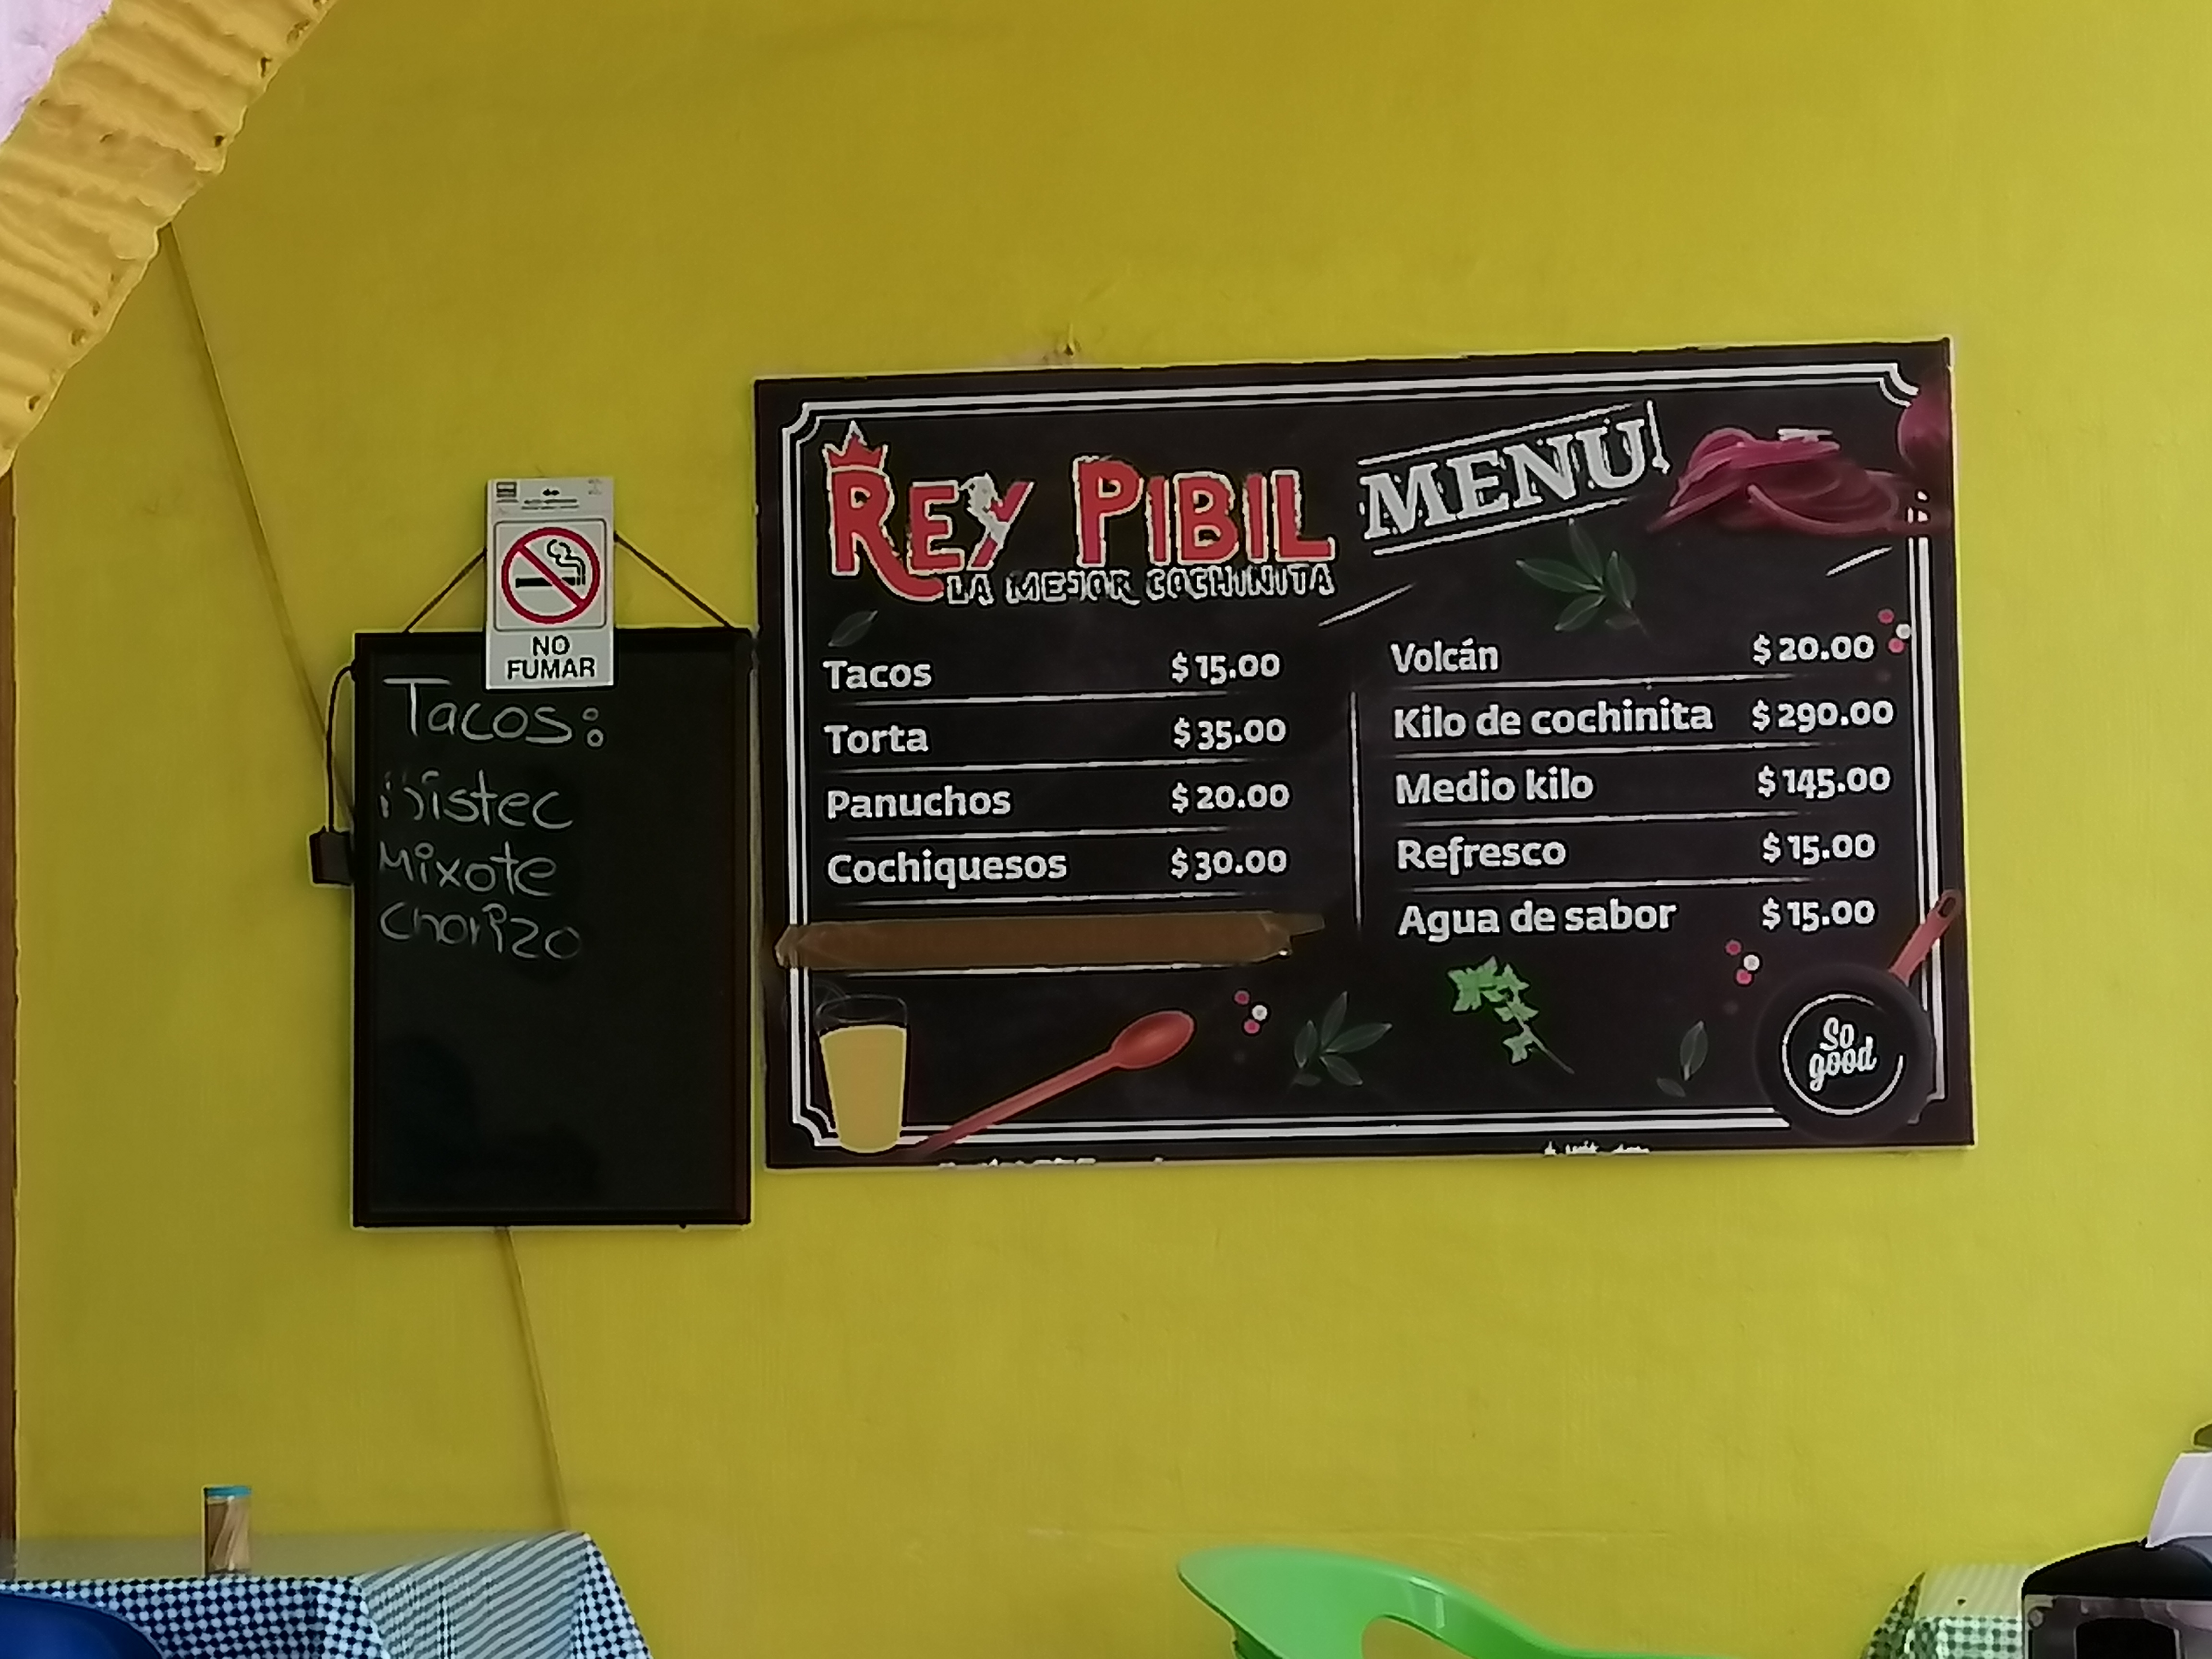 NO
FUMAR
Tacos:
Bistec
Mixote
Chorizo
REY PIBIL
LA MEJOR COCHINITA
MENÚ
Tacos $15.00
Torta $35.00
Panuchos $20.00
Cochiquesos $30.00
Volcán $20.00
Kilo de cochinita $290.00
Medio kilo $145.00
Refresco $15.00
Agua de sabor $15.00
So
good